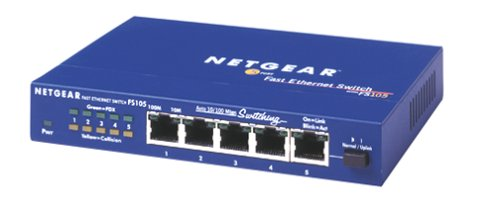 NETGEAR
5 PORT
Fast Ethernet Switch
FS105
NETGEAR FAST ETHERNET SWITCH FS105
Green=FDX
1 2 3 4 5
Yellow=Collision
Pwr
100M 10M
Auto 10/100 Mbps
Switching
On=Link
Blink=Act
1 2 3 4 5
Normal / Uplink